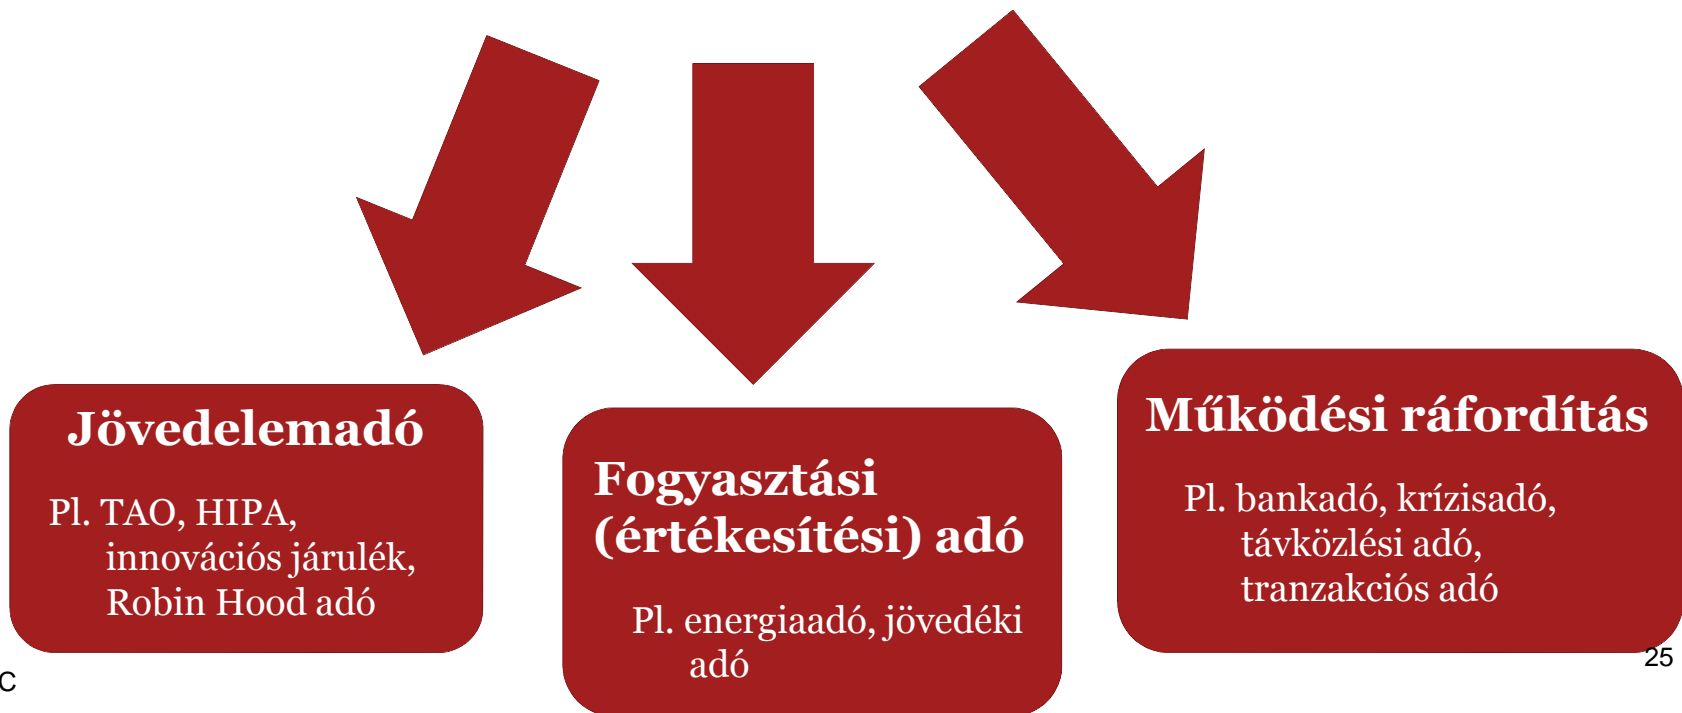 Jövedelemadó
Pl. TAO, HIPA,
innovációs járulék,
Robin Hood adó
Fogyasztási
(értékesítési) adó
Pl. energiaadó, jövedéki
adó
Működési ráfordítás
Pl. bankadó, krízisadó,
távközlési adó,
tranzakciós adó
25
C